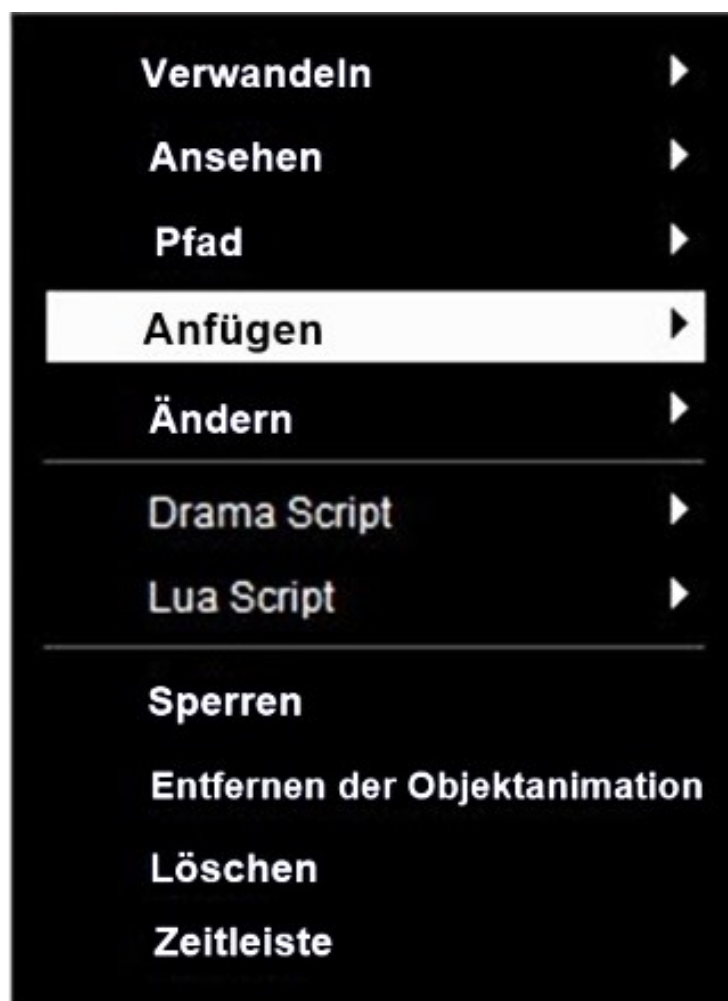 Verwandeln
Ansehen
Pfad
Anfügen
Ändern
Drama Script
Lua Script
Sperren
Entfernen der Objektanimation
Löschen
Zeitleiste